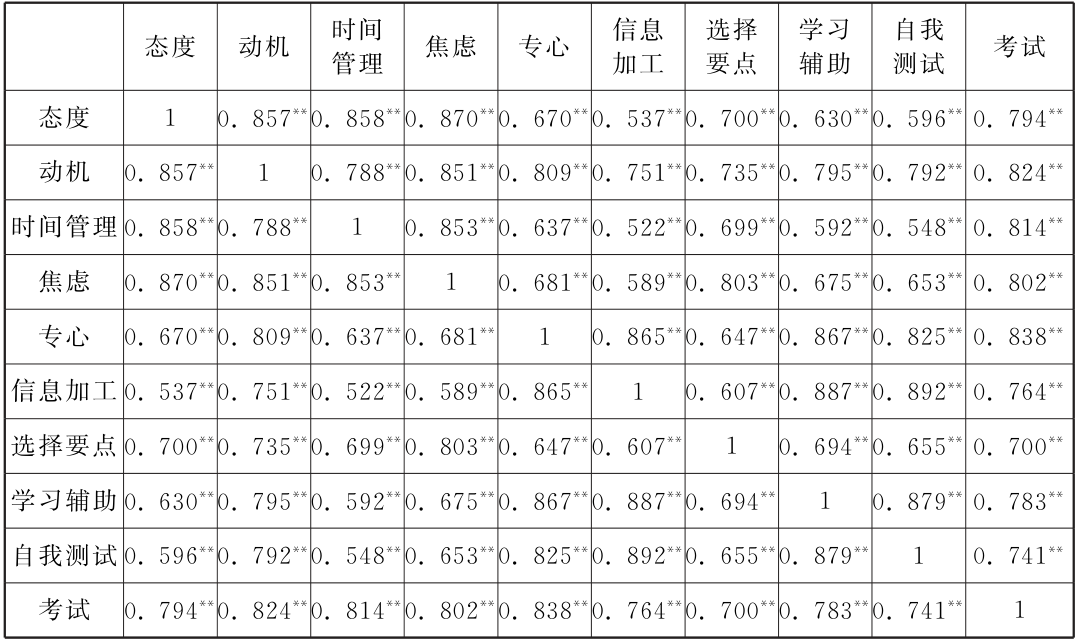 态度 动机 时间管理 焦虑 专心 信息加工 选择要点 学习辅助 自我测试 考试
态度 1 0. 857** 0. 858** 0. 870** 0. 670** 0. 537** 0. 700** 0. 630** 0. 596** 0. 794**
动机 0. 857** 1 0. 788** 0. 851** 0. 809** 0. 751** 0. 735** 0. 795** 0. 792** 0. 824**
时间管理 0. 858** 0. 788** 1 0. 853** 0. 637** 0. 522** 0. 699** 0. 592** 0. 548** 0. 814**
焦虑 0. 870** 0. 851** 0. 853** 1 0. 681** 0. 589** 0. 803** 0. 675** 0. 653** 0. 802**
专心 0. 670** 0. 809** 0. 637** 0. 681** 1 0. 865** 0. 647** 0. 867** 0. 825** 0. 838**
信息加工 0. 537** 0. 751** 0. 522** 0. 589** 0. 865** 1 0. 607** 0. 887** 0. 892** 0. 764**
选择要点 0. 700** 0. 735** 0. 699** 0. 803** 0. 647** 0. 607** 1 0. 694** 0. 655** 0. 700**
学习辅助 0. 630** 0. 795** 0. 592** 0. 675** 0. 867** 0. 887** 0. 694** 1 0. 879** 0. 783**
自我测试 0. 596** 0. 792** 0. 548** 0. 653** 0. 825** 0. 892** 0. 655** 0. 879** 1 0. 741**
考试 0. 794** 0. 824** 0. 814** 0. 802** 0. 838** 0. 764** 0. 700** 0. 783** 0. 741** 1